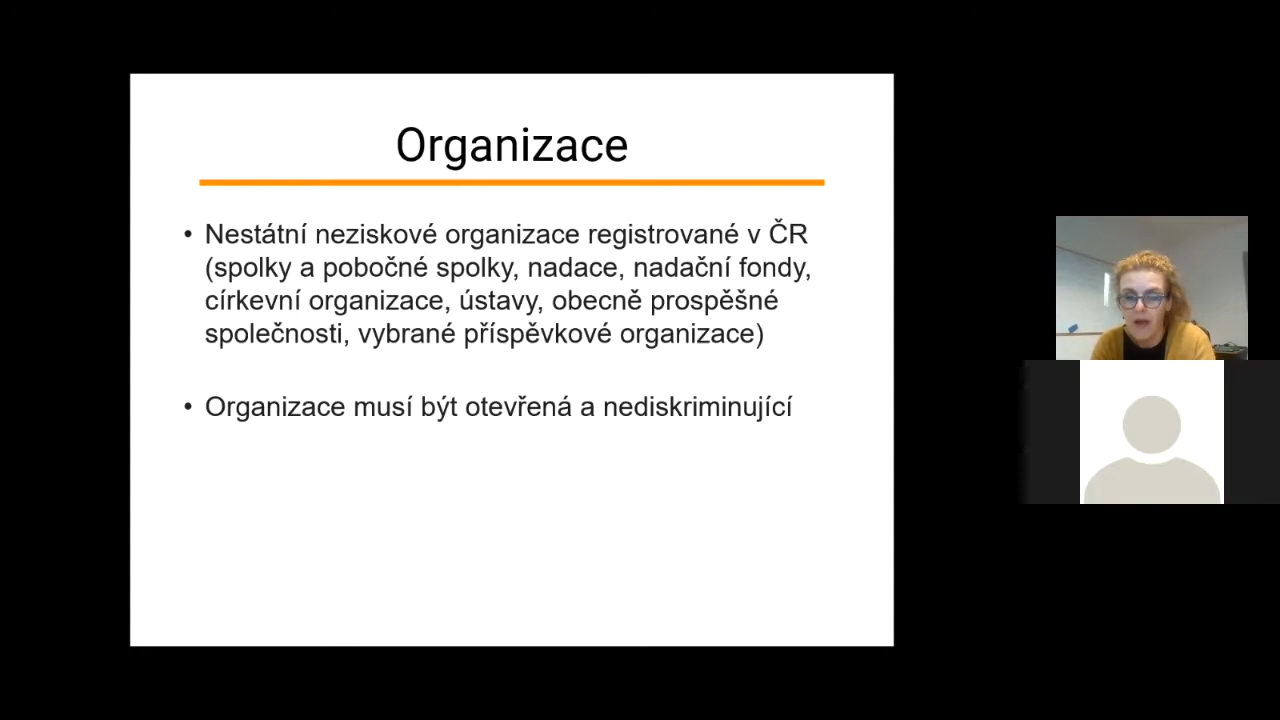 Organizace
• Nestátní neziskové organizace registrované v ČR
(spolky a pobočné spolky, nadace, nadační fondy,
církevní organizace, ústavy, obecně prospěšné
společnosti, vybrané příspěvkové organizace)
• Organizace musí být otevřená a nediskriminující